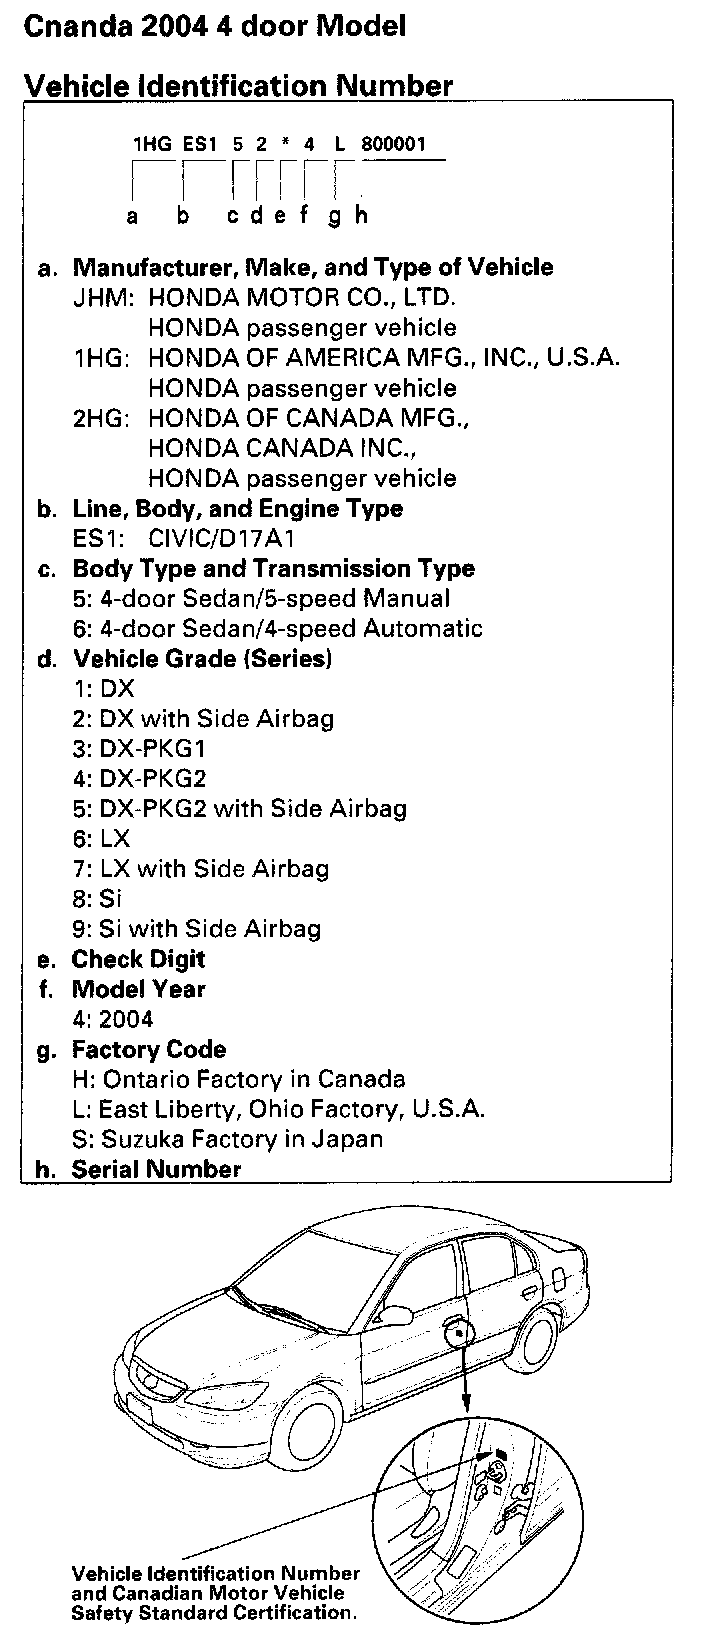 Cnanda 2004 4 door Model
Vehicle Identification Number
1HG ES1 5 2 * 4 L 800001
a b c d e f g h
a. Manufacturer, Make, and Type of Vehicle
JHM: HONDA MOTOR CO., LTD.
HONDA passenger vehicle
1HG: HONDA OF AMERICA MFG., INC., U.S.A.
HONDA passenger vehicle
2HG: HONDA OF CANADA MFG.,
HONDA CANADA INC.,
HONDA passenger vehicle
b. Line, Body, and Engine Type
ES1: CIVIC/D17A1
c. Body Type and Transmission Type
5: 4-door Sedan/5-speed Manual
6: 4-door Sedan/4-speed Automatic
d. Vehicle Grade (Series)
1: DX
2: DX with Side Airbag
3: DX-PKG1
4: DX-PKG2
5: DX-PKG2 with Side Airbag
6: LX
7: LX with Side Airbag
8: Si
9: Si with Side Airbag
e. Check Digit
f. Model Year
4: 2004
g. Factory Code
H: Ontario Factory in Canada
L: East Liberty, Ohio Factory, U.S.A.
S: Suzuka Factory in Japan
h. Serial Number
Vehicle Identification Number
and Canadian Motor Vehicle
Safety Standard Certification.